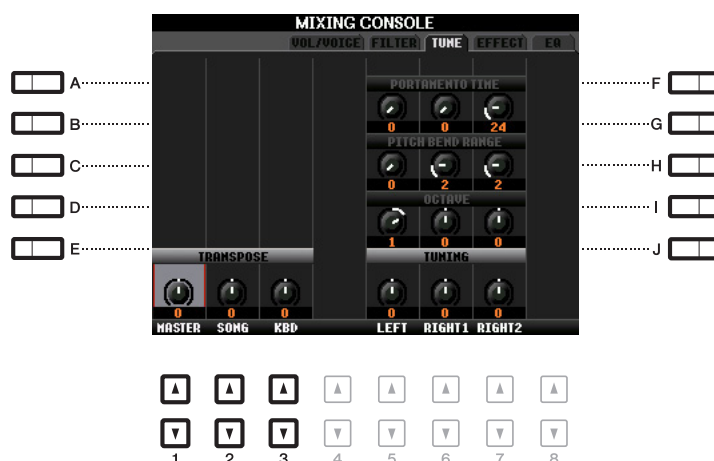 MIXING CONSOLE
VOL/VOICE FILTER TUNE EFFECT EQ
A
B
C
D
E
F
G
H
I
J
PORTAMENTO TIME
0 0 24
PITCH BEND RANGE
0 2 2
OCTAVE
1 0 0
TRANSPOSE TUNING
0 0 0 0 0 0
MASTER SONG KBD LEFT RIGHT1 RIGHT2
1 2 3 4 5 6 7 8